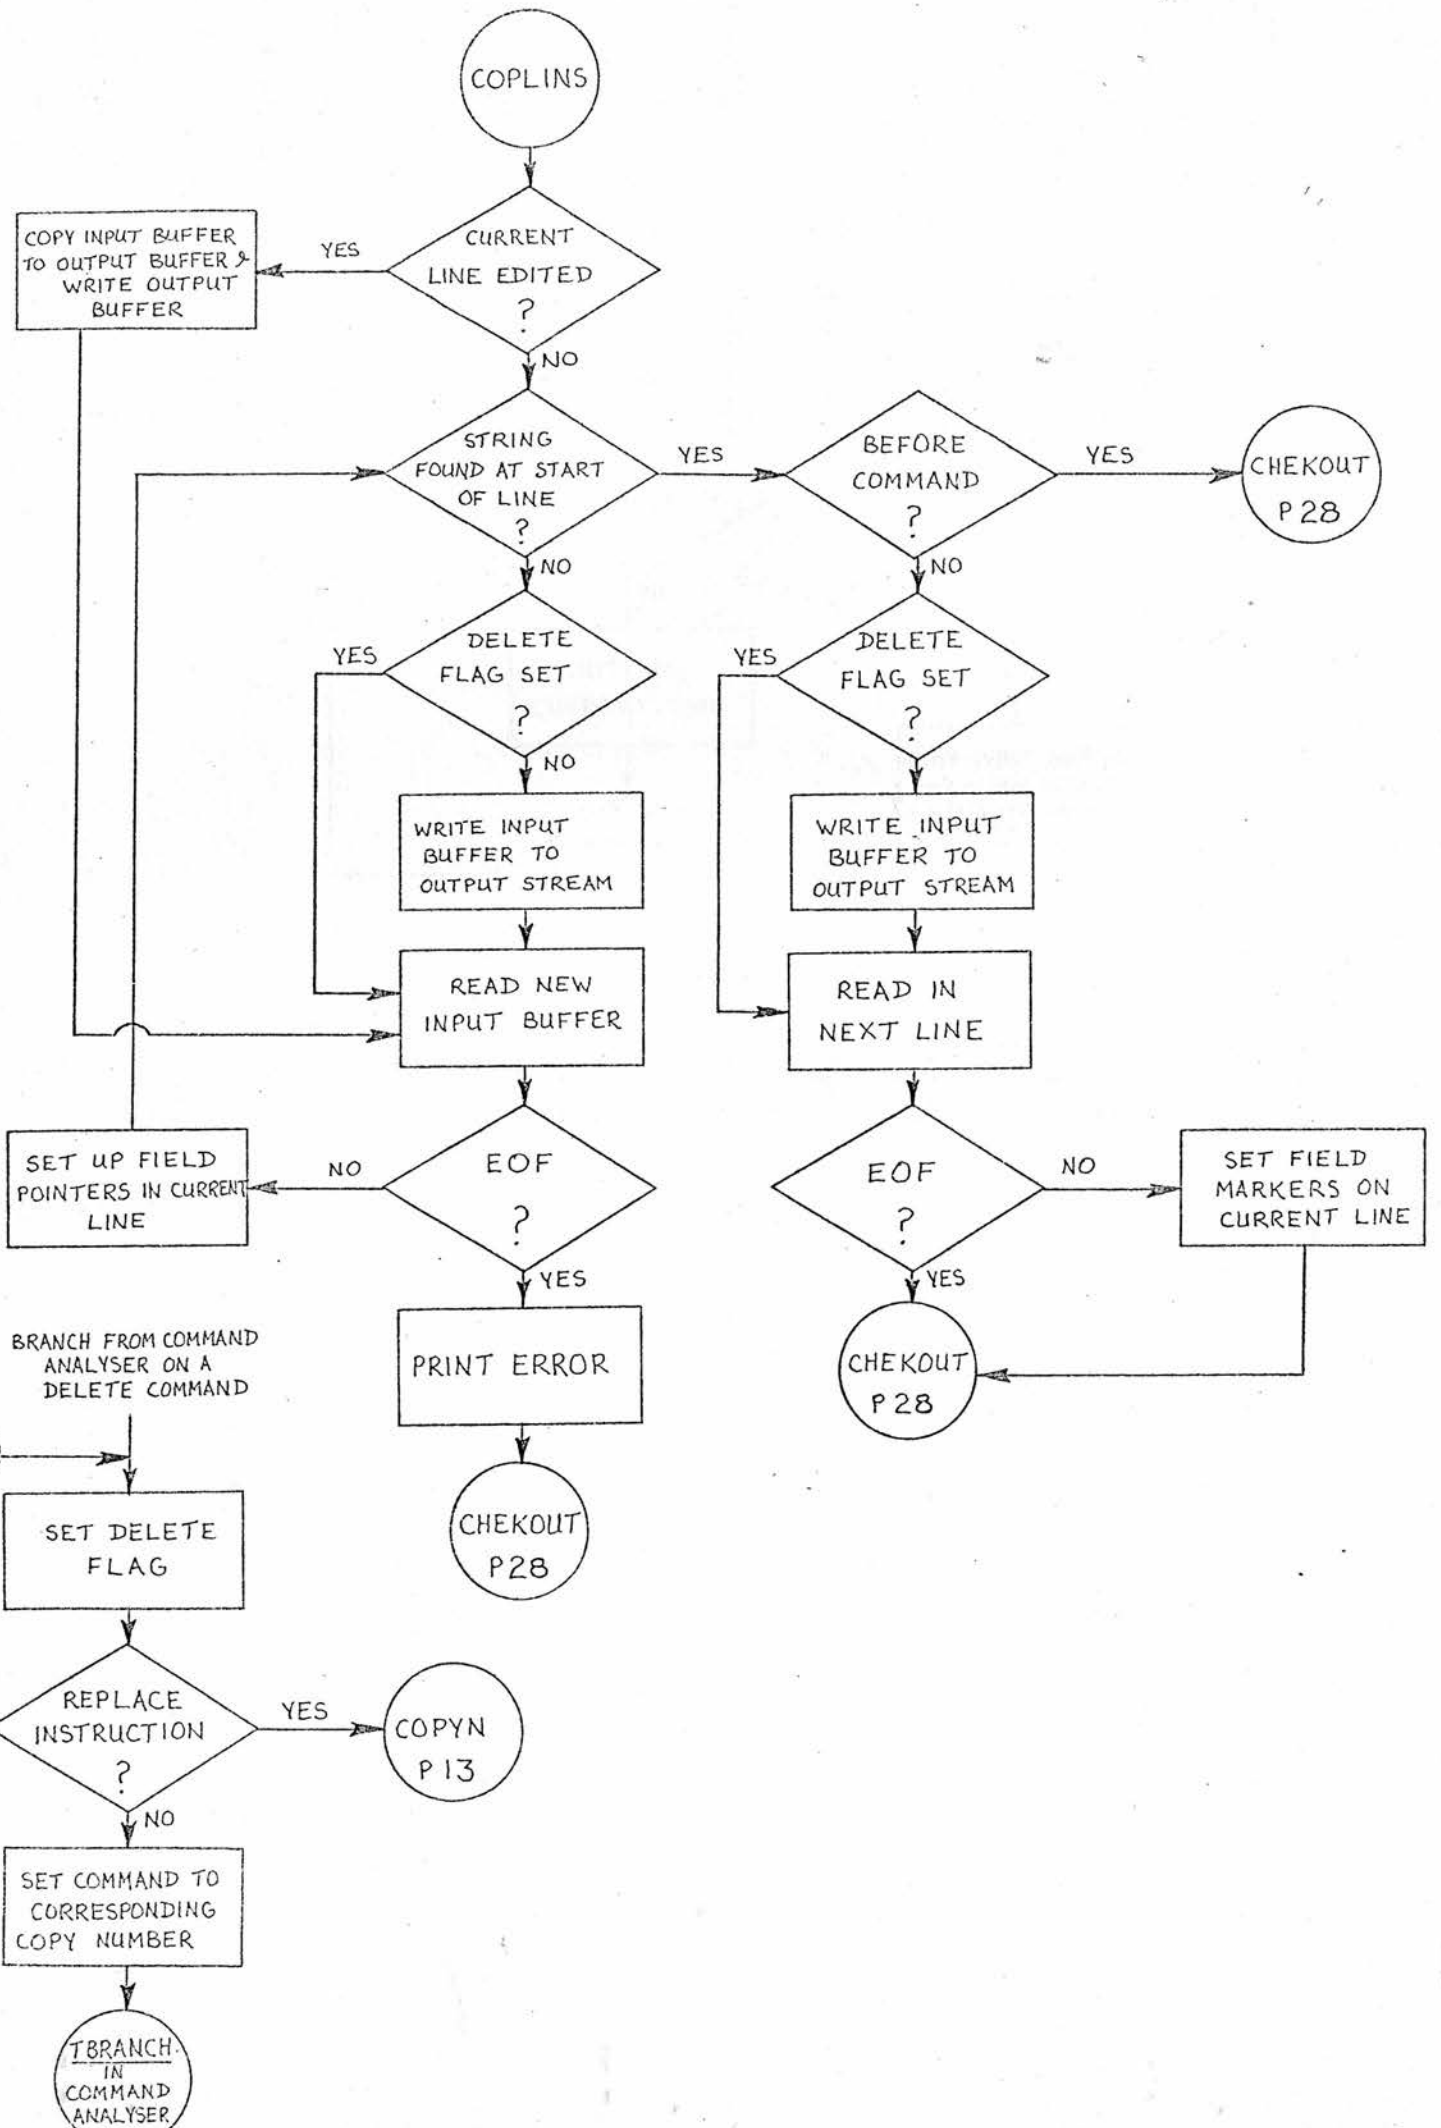 COPLINS
COPY INPUT BUFFER
TO OUTPUT BUFFER &
WRITE OUTPUT
BUFFER
YES
CURRENT
LINE EDITED
?
NO
STRING
FOUND AT START
OF LINE
?
YES
BEFORE
COMMAND
?
YES
CHEKOUT
P 28
NO
NO
YES
DELETE
FLAG SET
?
YES
DELETE
FLAG SET
?
NO
WRITE INPUT
BUFFER TO
OUTPUT STREAM
WRITE INPUT
BUFFER TO
OUTPUT STREAM
READ NEW
INPUT BUFFER
READ IN
NEXT LINE
SET UP FIELD
POINTERS IN CURRENT
LINE
NO
EOF
?
EOF
?
NO
SET FIELD
MARKERS ON
CURRENT LINE
YES
YES
BRANCH FROM COMMAND
ANALYSER ON A
DELETE COMMAND
PRINT ERROR
CHEKOUT
P 28
CHEKOUT
P28
SET DELETE
FLAG
REPLACE
INSTRUCTION
?
YES
COPYN
P 13
NO
SET COMMAND TO
CORRESPONDING
COPY NUMBER
TBRANCH
IN
COMMAND
ANALYSER